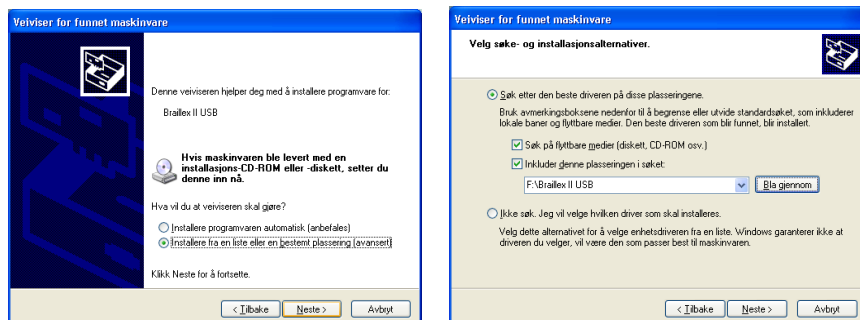 Veiviser for funnet maskinvare
Denne veiviseren hjelper deg med å installere programvare for:
Braillex II USB
Hvis maskinvaren ble levert med en
installasjons-CD-ROM eller -diskett, setter du
denne inn nå.
Hva vil du at veiviseren skal gjøre?
Installere programvaren automatisk (anbefales)
Installere fra en liste eller en bestemt plassering (avansert)
Klikk Neste for å fortsette.
< Tilbake
Neste >
Avbryt
Veiviser for funnet maskinvare
Velg søke- og installasjonsalternativer.
Søk etter den beste driveren på disse plasseringene.
Bruk avmerkingsboksene nedenfor til å begrense eller utvide standardsøket, som inkluderer
lokale baner og flyttbare medier. Den beste driveren som blir funnet, blir installert.
Søk på flyttbare medier (diskett, CD-ROM osv.)
Inkluder denne plasseringen i søket:
F:\Braillex II USB
Bla gjennom
Ikke søk. Jeg vil velge hvilken driver som skal installeres.
Velg dette alternativet for å velge enhetsdriveren fra en liste. Windows garanterer ikke at
driveren du velger, vil være den som passer best til maskinvaren.
< Tilbake
Neste >
Avbryt